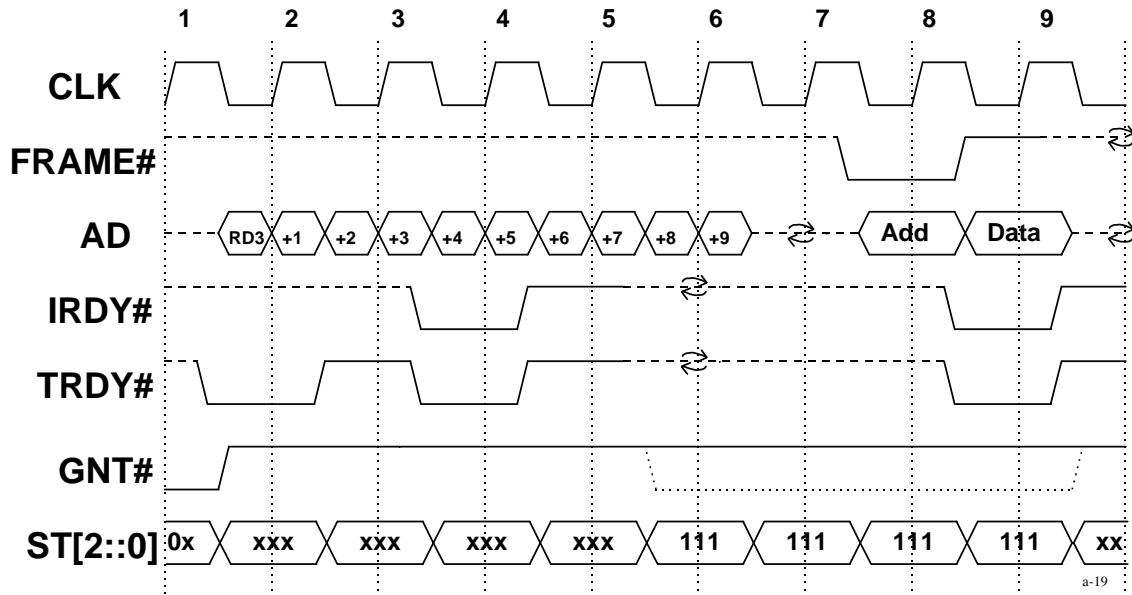 1 2 3 4 5 6 7 8 9
CLK
FRAME#
AD RD3 +1 +2 +3 +4 +5 +6 +7 +8 +9 Add Data
IRDY#
TRDY#
GNT#
ST[2::0] 0x xxx xxx xxx xxx 111 111 111 111 xx
a-19